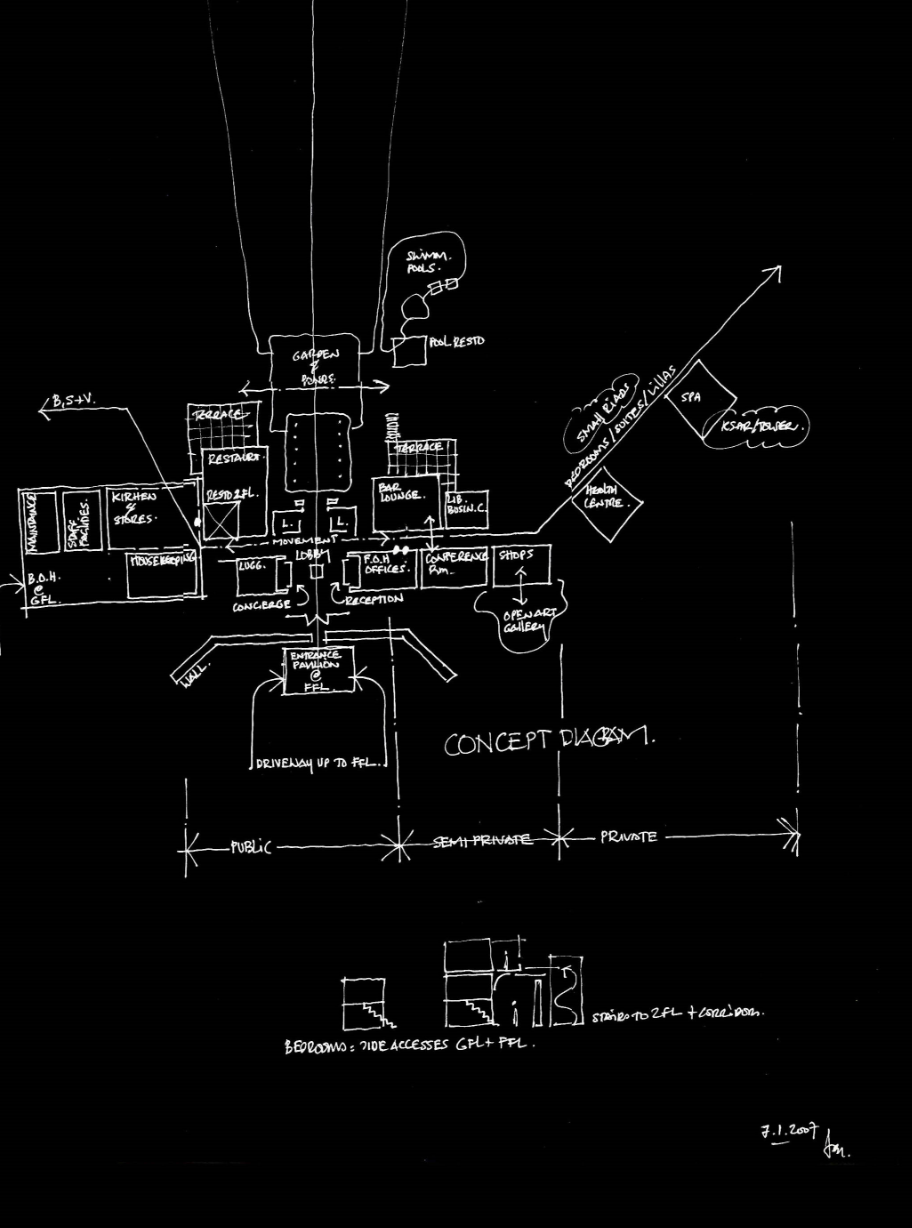 SWIMM.
POOLS.
POOL RESTO
GARDEN
&
PONDS.
B,S+V.
SMALL RIADS
BEDROOMS/SUITES/VILLAS
SPA
KSAR/TOWER.
HEALTH
CENTRE.
TERRACE
RESTAURT.
RESTO 2FL.
TERRACE
BAR
LOUNGE.
LIB.
BUSIN.C.
MAINTANCE
STAFF
FACILIDES.
KITCHEN
&
STORES.
HOUSEKEEPING
B.O.H.
@
GFL.
L.
L.
MOVEMENT
LOBBY
LUGG.
CONCIERGE
RECEPTION
F.O.H
OFFICES.
CONFERENCE
RM.
SHOPS
OPEN ART
GALLERY
WALL.
ENTRANCE
PAVILION
@
FFL.
DRIVEWAY UP TO FFL.
CONCEPT DIAGRAM.
PUBLIC
SEMI PRIVATE
PRIVATE
STAIRS TO 2FL + CORRIDORS.
BEDROOMS = SIDE ACCESSES GFL + FFL.
7.1.2007